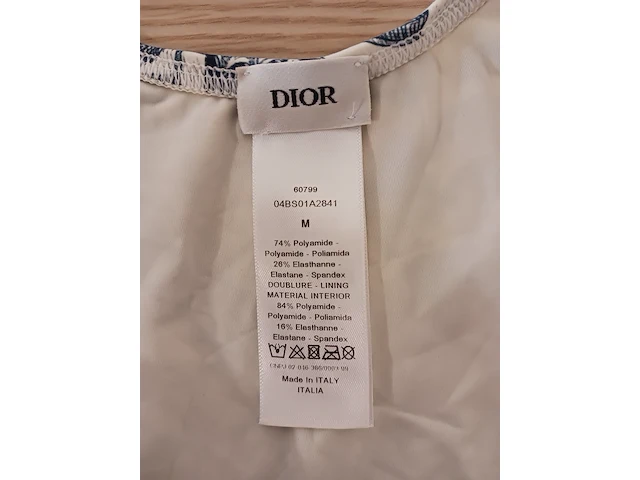 DIOR
60799
04BS01A2841
M
74% Polyamide -
Polyamide - Poliamida
26% Elasthanne -
Elastane - Spandex
DOUBLURE - LINING
MATERIAL INTERIOR
84% Polyamide -
Polyamide - Poliamida
16% Elasthanne -
Elastane - Spandex
Made In ITALY
ITALIA